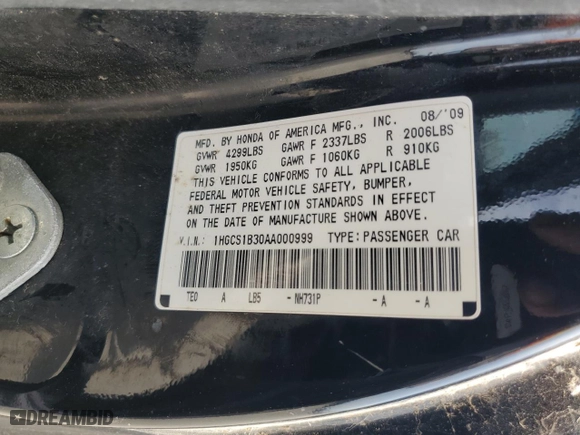 MFD. BY HONDA OF AMERICA MFG., INC. 08/'09
GVWR 4299LBS GAWR F 2337LBS R 2006LBS
GVWR 1950KG GAWR F 1060KG R 910KG
THIS VEHICLE CONFORMS TO ALL APPLICABLE
FEDERAL MOTOR VEHICLE SAFETY, BUMPER,
AND THEFT PREVENTION STANDARDS IN EFFECT
ON THE DATE OF MANUFACTURE SHOWN ABOVE.
V.I.N.: 1HGCS1B30AA000999 TYPE:PASSENGER CAR
TE0 A LB5 -NH731P -A -A
DREAMBID